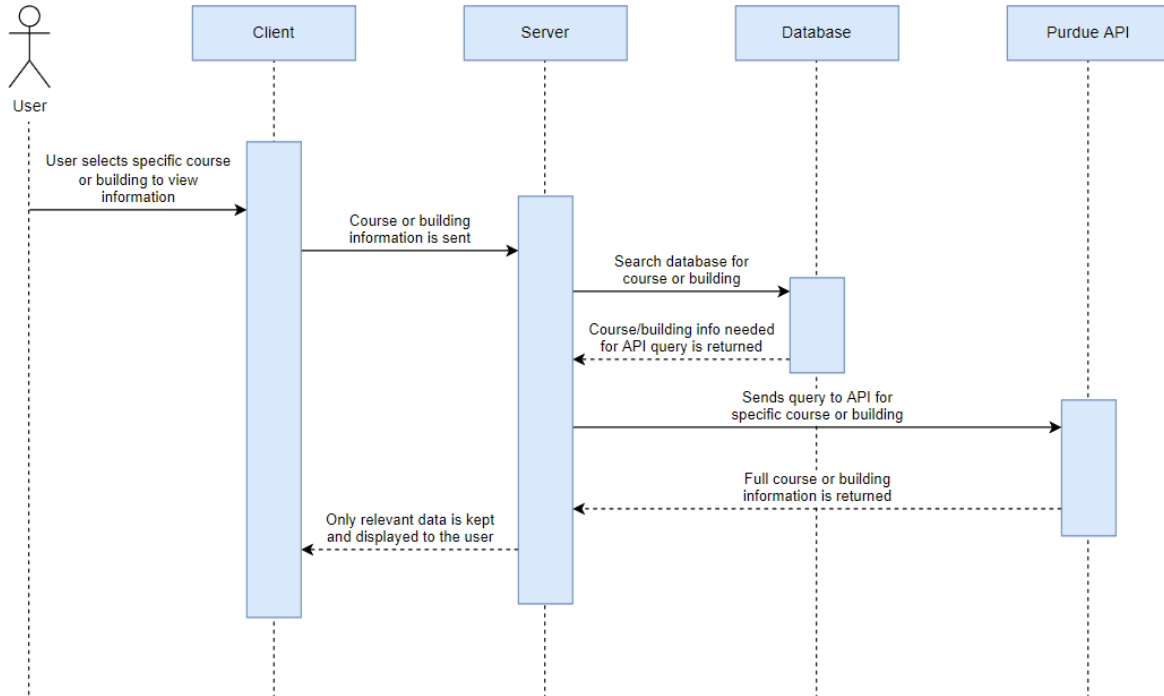 Client
Server
Database
Purdue API
User
User selects specific course
or building to view
information
Course or building
information is sent
Search database for
course or building
Course/building info needed
for API query is returned
Sends query to API for
specific course or building
Full course or building
information is returned
Only relevant data is kept
and displayed to the user